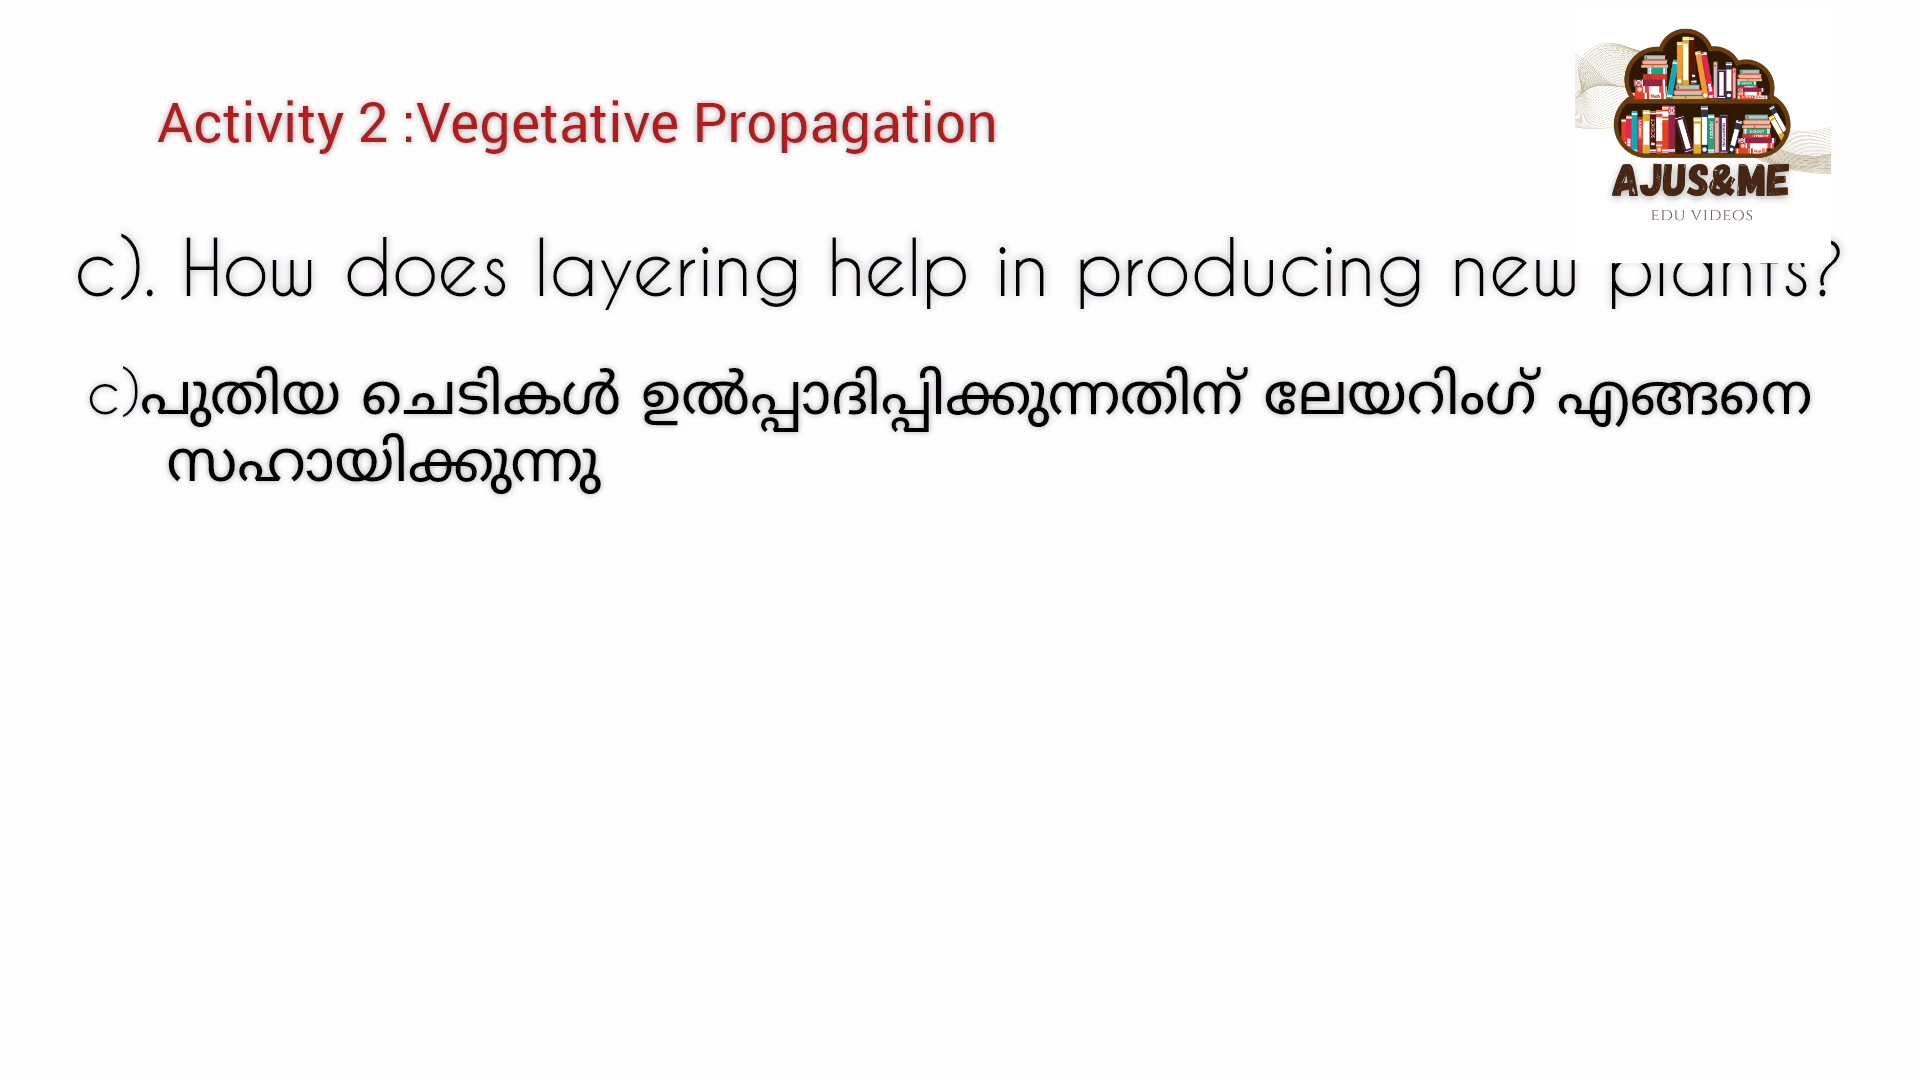 Activity 2 :Vegetative Propagation
AJUS&ME
EDU VIDEOS
c). How does layering help in producing new plants?
c)പുതിയ ചെടികൾ ഉൽപ്പാദിപ്പിക്കുന്നതിന് ലേയറിംഗ് എങ്ങനെ
സഹായിക്കുന്നു